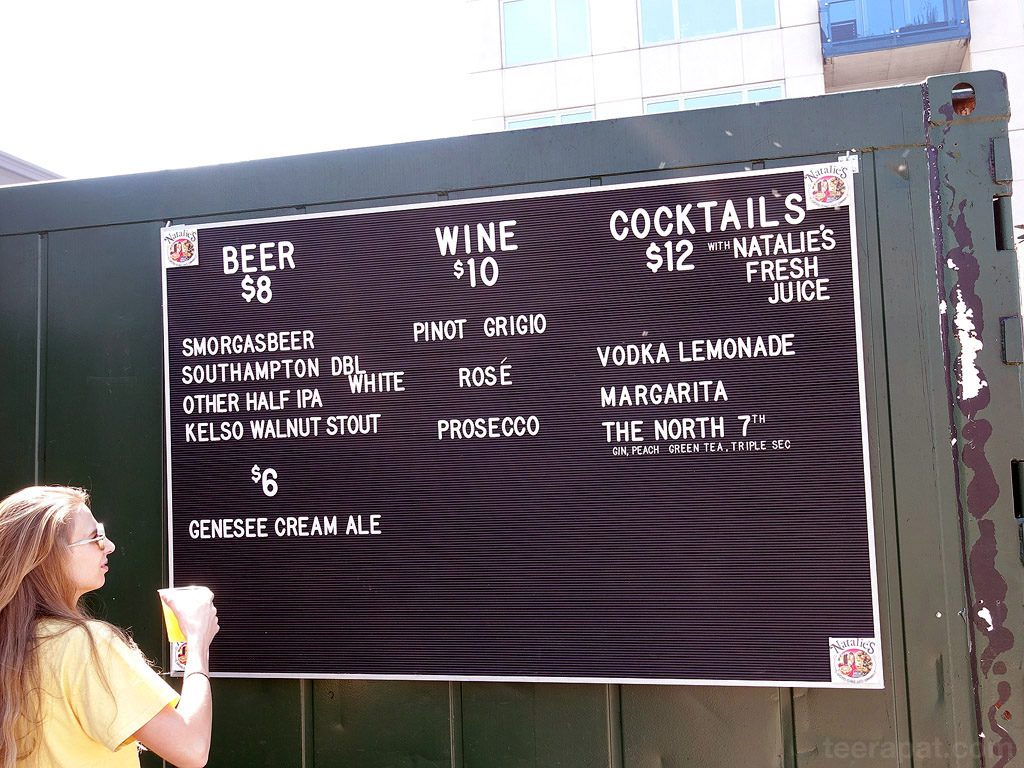 Natalie's
BEER
$8
SMORGASBEER
SOUTHAMPTON DBL
WHITE
OTHER HALF IPA
KELSO WALNUT STOUT
$6
GENESEE CREAM ALE
WINE
$10
PINOT GRIGIO
ROSÉ
PROSECCO
COCKTAILS
$12 WITH NATALIE'S
FRESH
JUICE
VODKA LEMONADE
MARGARITA
THE NORTH 7TH
GIN, PEACH GREEN TEA, TRIPLE SEC
Natalie's
Natalie's
teerapat.com